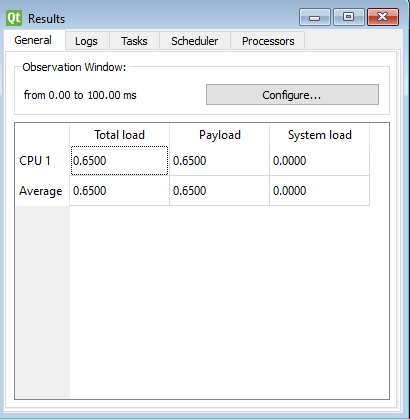 Qt Results
General Logs Tasks Scheduler Processors
Observation Window:
from 0.00 to 100.00 ms Configure...
Total load Payload System load
CPU 1 0.6500 0.6500 0.0000
Average 0.6500 0.6500 0.0000